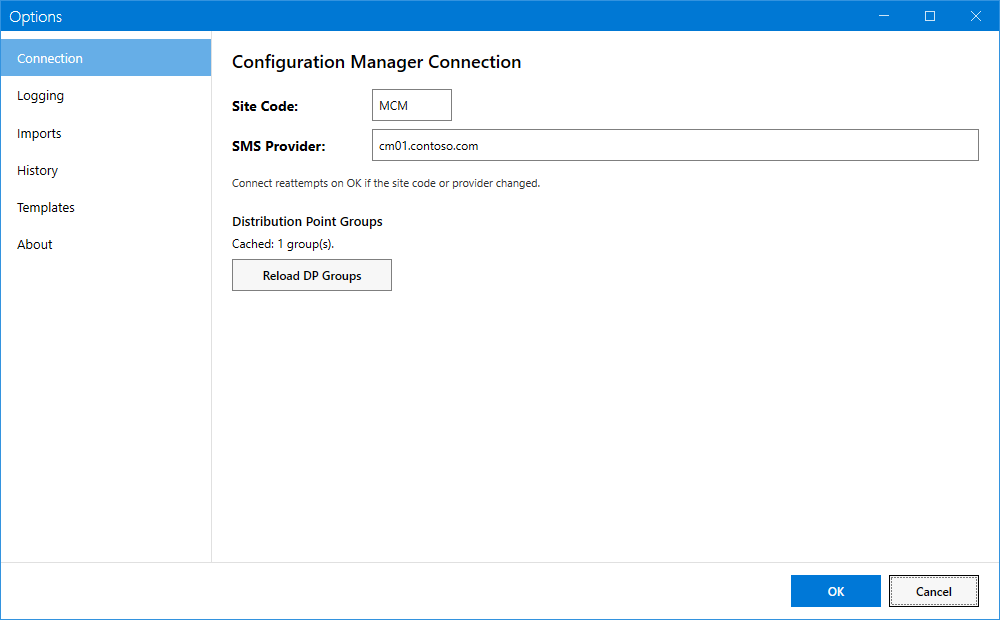 Options
Connection
Logging
Imports
History
Templates
About
Configuration Manager Connection
Site Code: MCM
SMS Provider: cm01.contoso.com
Connect reattempts on OK if the site code or provider changed.
Distribution Point Groups
Cached: 1 group(s).
Reload DP Groups
OK Cancel